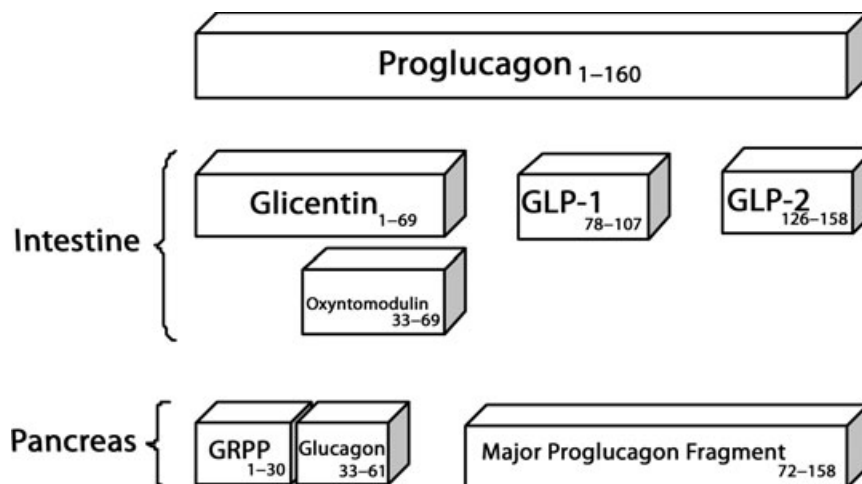 Proglucagon 1–160
Glicentin 1–69
GLP-1 78–107
GLP-2 126–158
Intestine
Oxyntomodulin 33–69
Pancreas
GRPP 1–30
Glucagon 33–61
Major Proglucagon Fragment 72–158